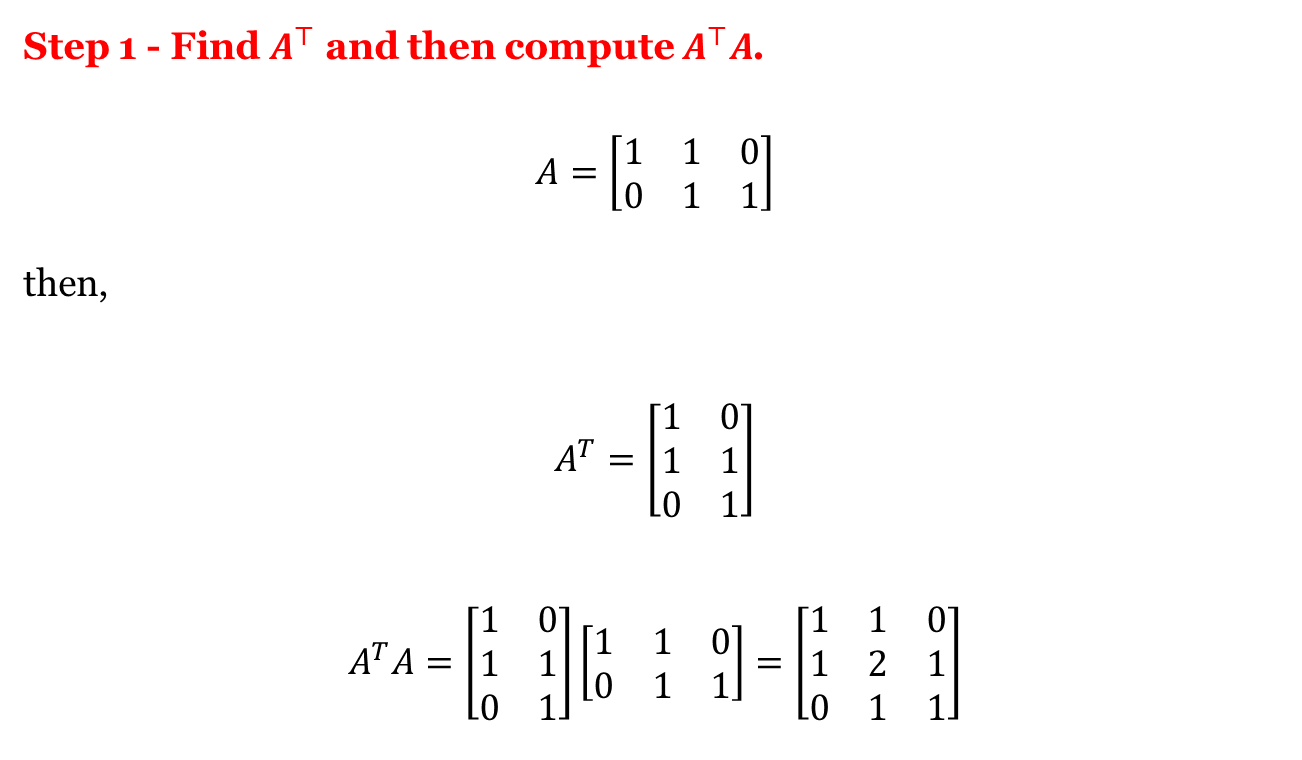 Step 1 - Find A⊤ and then compute A⊤A.
A = [1 1 0
0 1 1]
then,
Aᵀ = [1 0
1 1
0 1]
AᵀA = [1 0
1 1
0 1] [1 1 0
0 1 1] = [1 1 0
1 2 1
0 1 1]